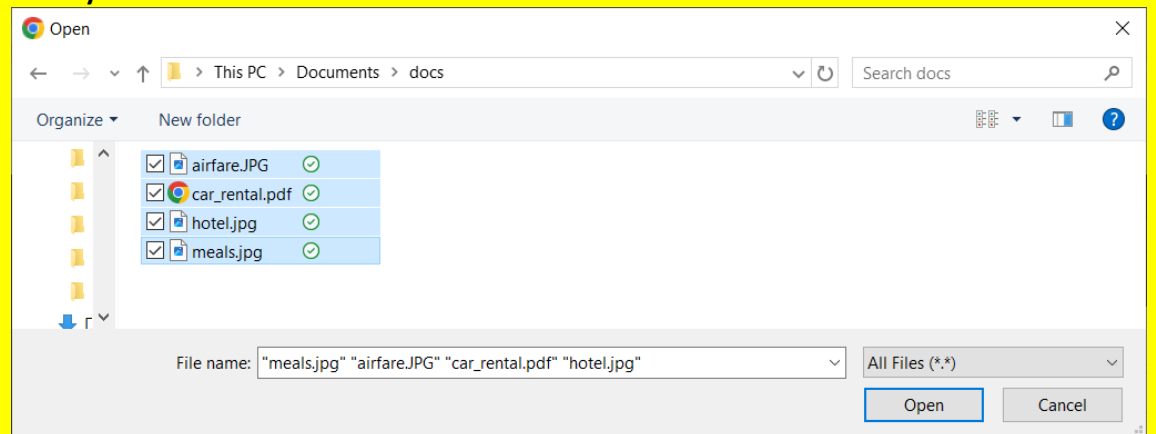 Open
This PC > Documents > docs
Search docs
Organize
New folder
airfare.JPG
car_rental.pdf
hotel.jpg
meals.jpg
File name: "meals.jpg" "airfare.JPG" "car_rental.pdf" "hotel.jpg"
All Files (*.*)
Open
Cancel